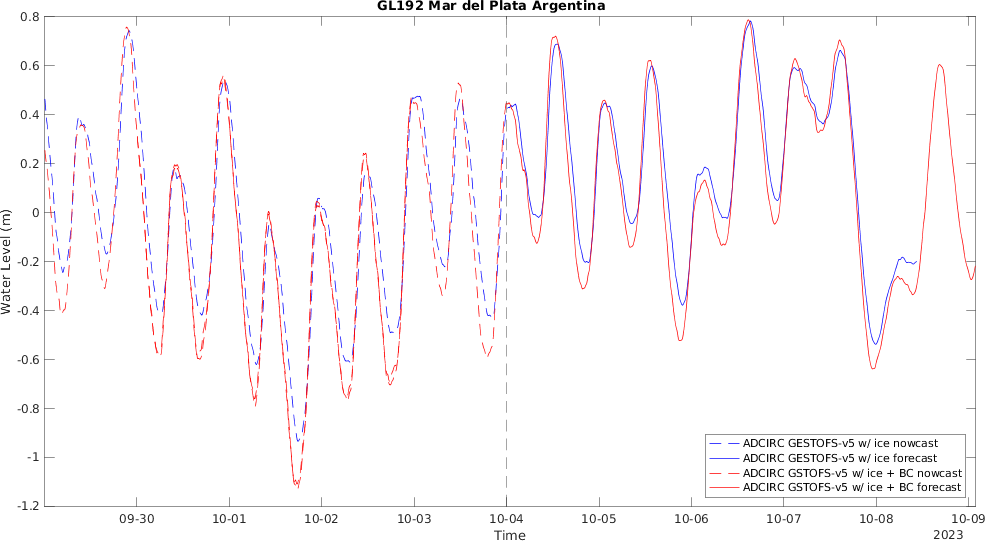 GL192 Mar del Plata Argentina
0.8
0.6
0.4
0.2
0
-0.2
-0.4
-0.6
-0.8
-1
-1.2
Water Level (m)
ADCIRC GESTOFS-v5 w/ ice nowcast
ADCIRC GESTOFS-v5 w/ ice forecast
ADCIRC GSTOFS-v5 w/ ice + BC nowcast
ADCIRC GSTOFS-v5 w/ ice + BC forecast
09-30 10-01 10-02 10-03 10-04 10-05 10-06 10-07 10-08 10-09
Time
2023